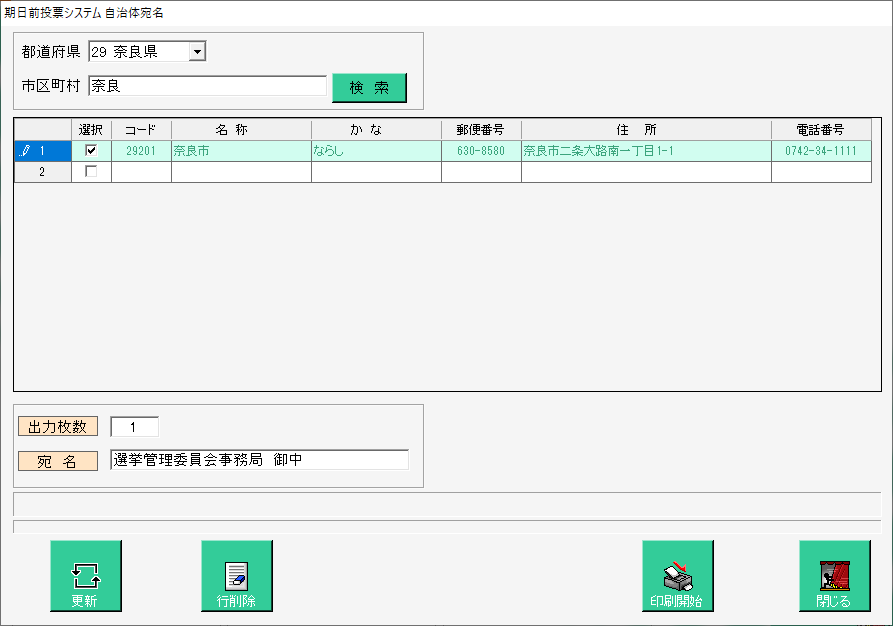 期日前投票システム 自治体宛名
都道府県 29 奈良県
市区町村 奈良 検 索
選択 コード 名 称 か な 郵便番号 住 所 電話番号
1 29201 奈良市 ならし 630-8580 奈良市二条大路南一丁目1-1 0742-34-1111
2
出力枚数 1
宛 名 選挙管理委員会事務局 御中
更新 行削除 印刷開始 閉じる